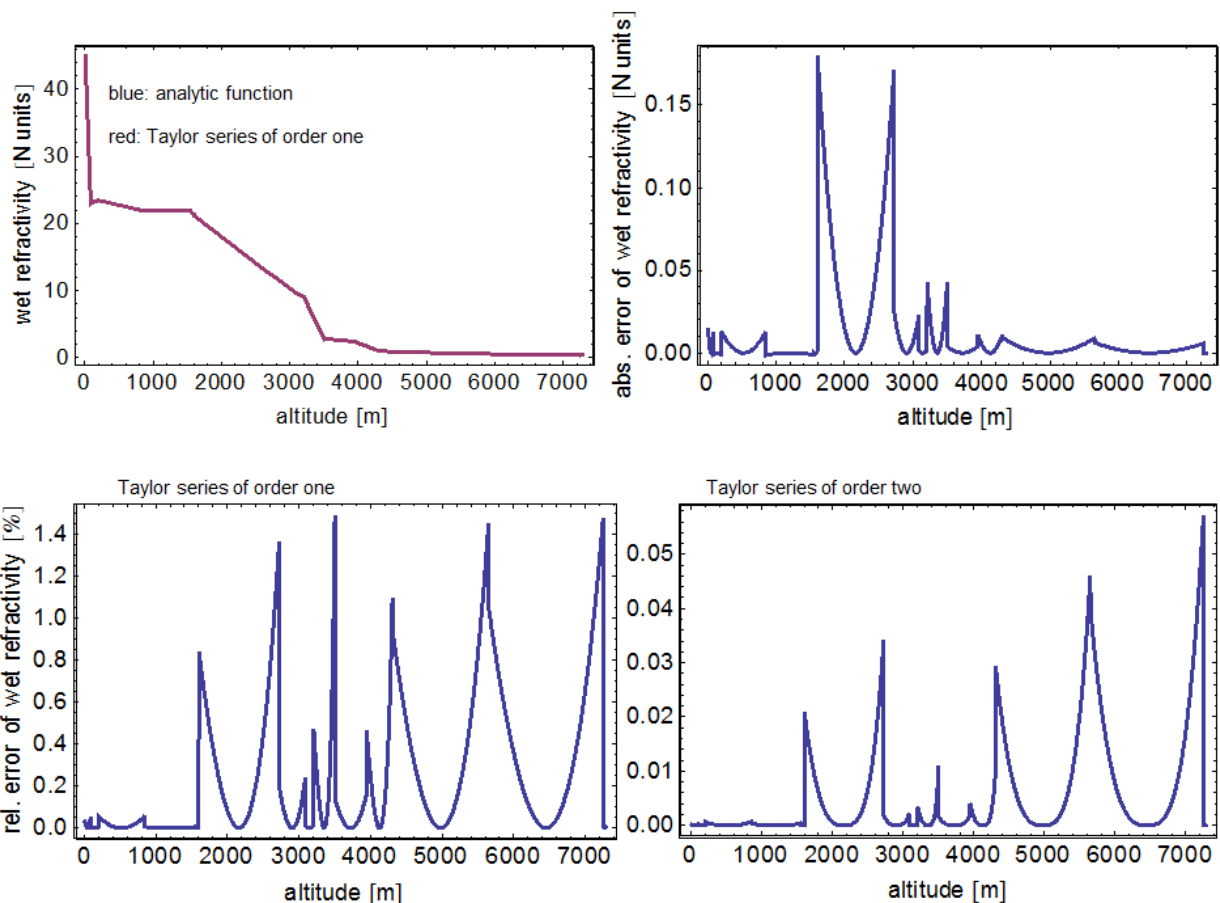 wet refractivity [N units]
40
30
20
10
0
blue: analytic function
red: Taylor series of order one
0 1000 2000 3000 4000 5000 6000 7000
altitude [m]
abs. error of wet refractivity [N units]
0.15
0.10
0.05
0.00
0 1000 2000 3000 4000 5000 6000 7000
altitude [m]
Taylor series of order one
rel. error of wet refractivity [%]
1.4
1.2
1.0
0.8
0.6
0.4
0.2
0.0
0 1000 2000 3000 4000 5000 6000 7000
altitude [m]
Taylor series of order two
0.05
0.04
0.03
0.02
0.01
0.00
0 1000 2000 3000 4000 5000 6000 7000
altitude [m]